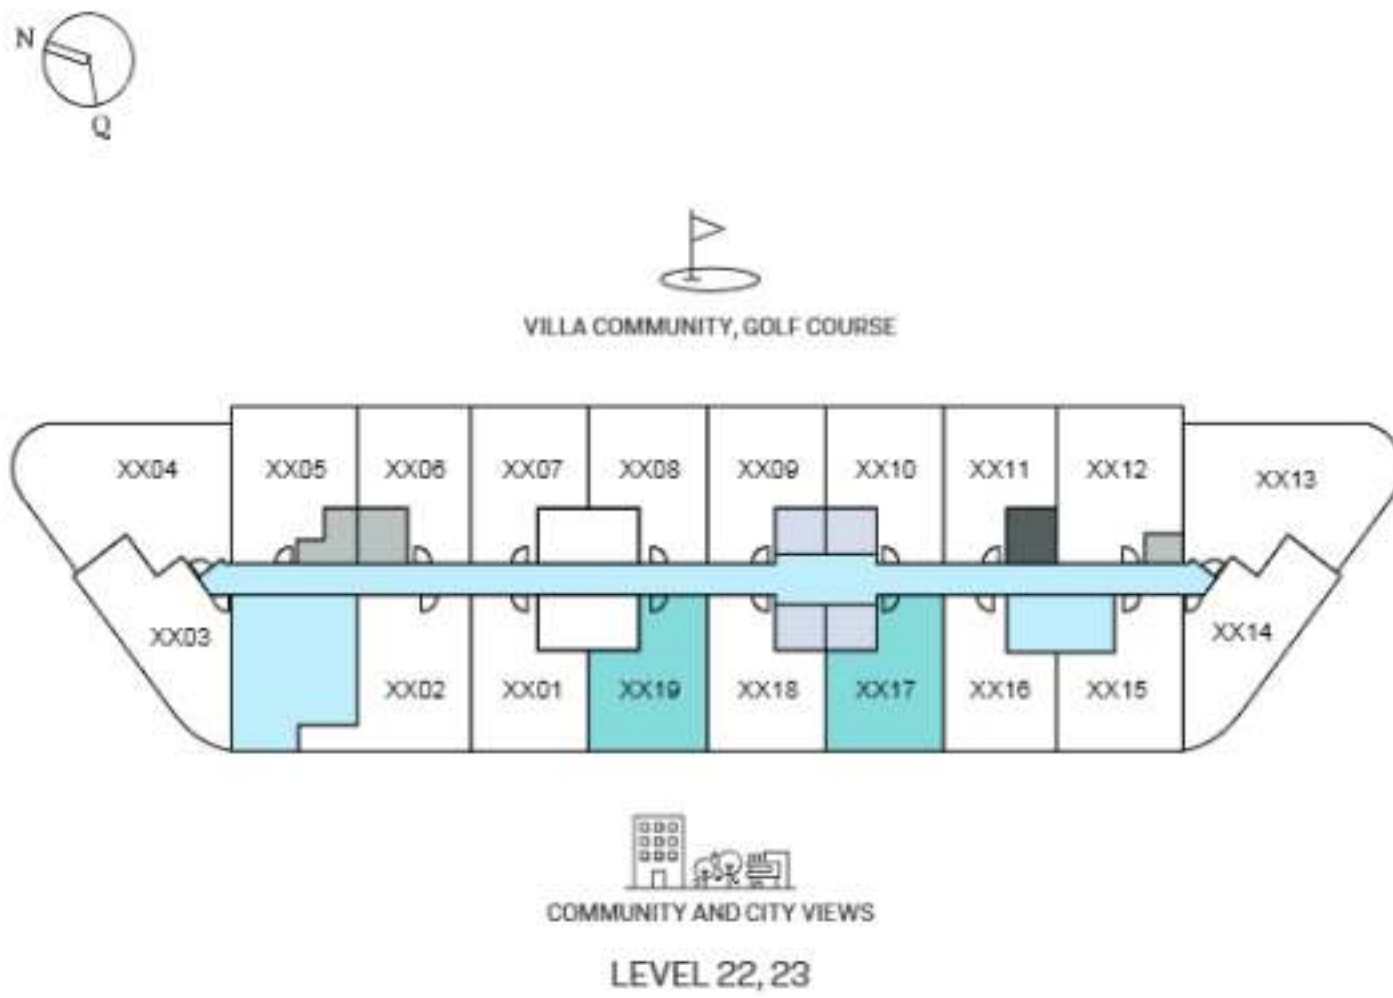 N
Q
VILLA COMMUNITY, GOLF COURSE
XX04 XX05 XX06 XX07 XX08 XX09 XX10 XX11 XX12 XX13
XX03 XX02 XX01 XX19 XX18 XX17 XX16 XX15 XX14
COMMUNITY AND CITY VIEWS
LEVEL 22, 23